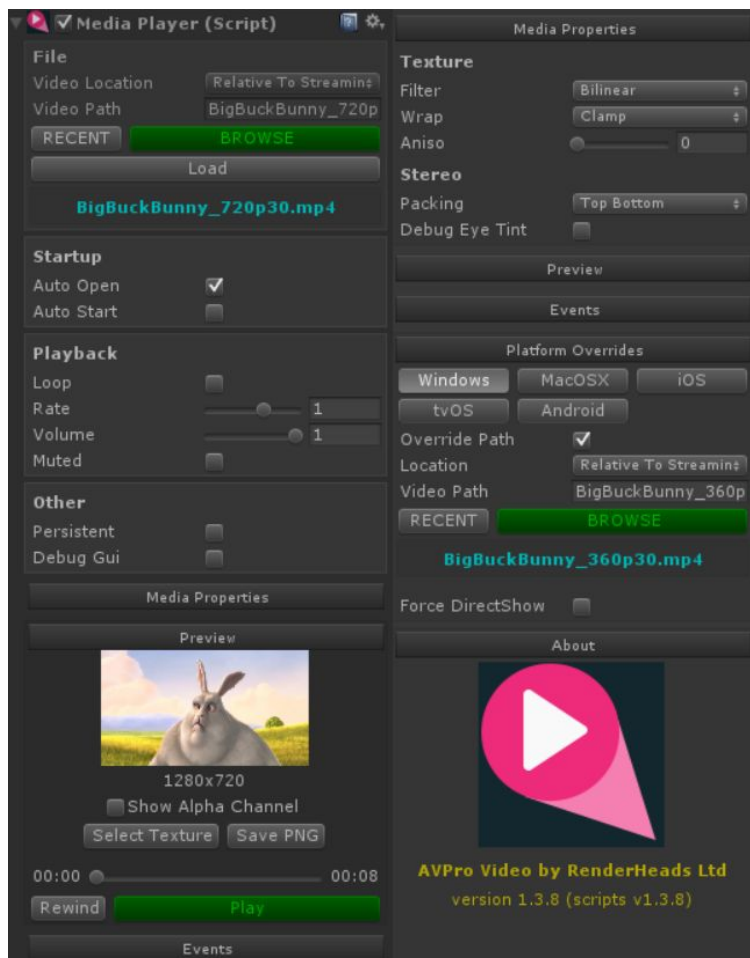 Media Player (Script)
File
Video Location Relative To Streamin
Video Path BigBuckBunny_720p
RECENT BROWSE
Load
BigBuckBunny_720p30.mp4
Startup
Auto Open
Auto Start
Playback
Loop
Rate 1
Volume 1
Muted
Other
Persistent
Debug Gui
Media Properties
Preview
1280x720
Show Alpha Channel
Select Texture Save PNG
00:00 00:08
Rewind Play
Events
Media Properties
Texture
Filter Bilinear
Wrap Clamp
Aniso 0
Stereo
Packing Top Bottom
Debug Eye Tint
Preview
Events
Platform Overrides
Windows MacOSX iOS
tvOS Android
Override Path
Location Relative To Streamin
Video Path BigBuckBunny_360p
RECENT BROWSE
BigBuckBunny_360p30.mp4
Force DirectShow
About
AVPro Video by RenderHeads Ltd
version 1.3.8 (scripts v1.3.8)